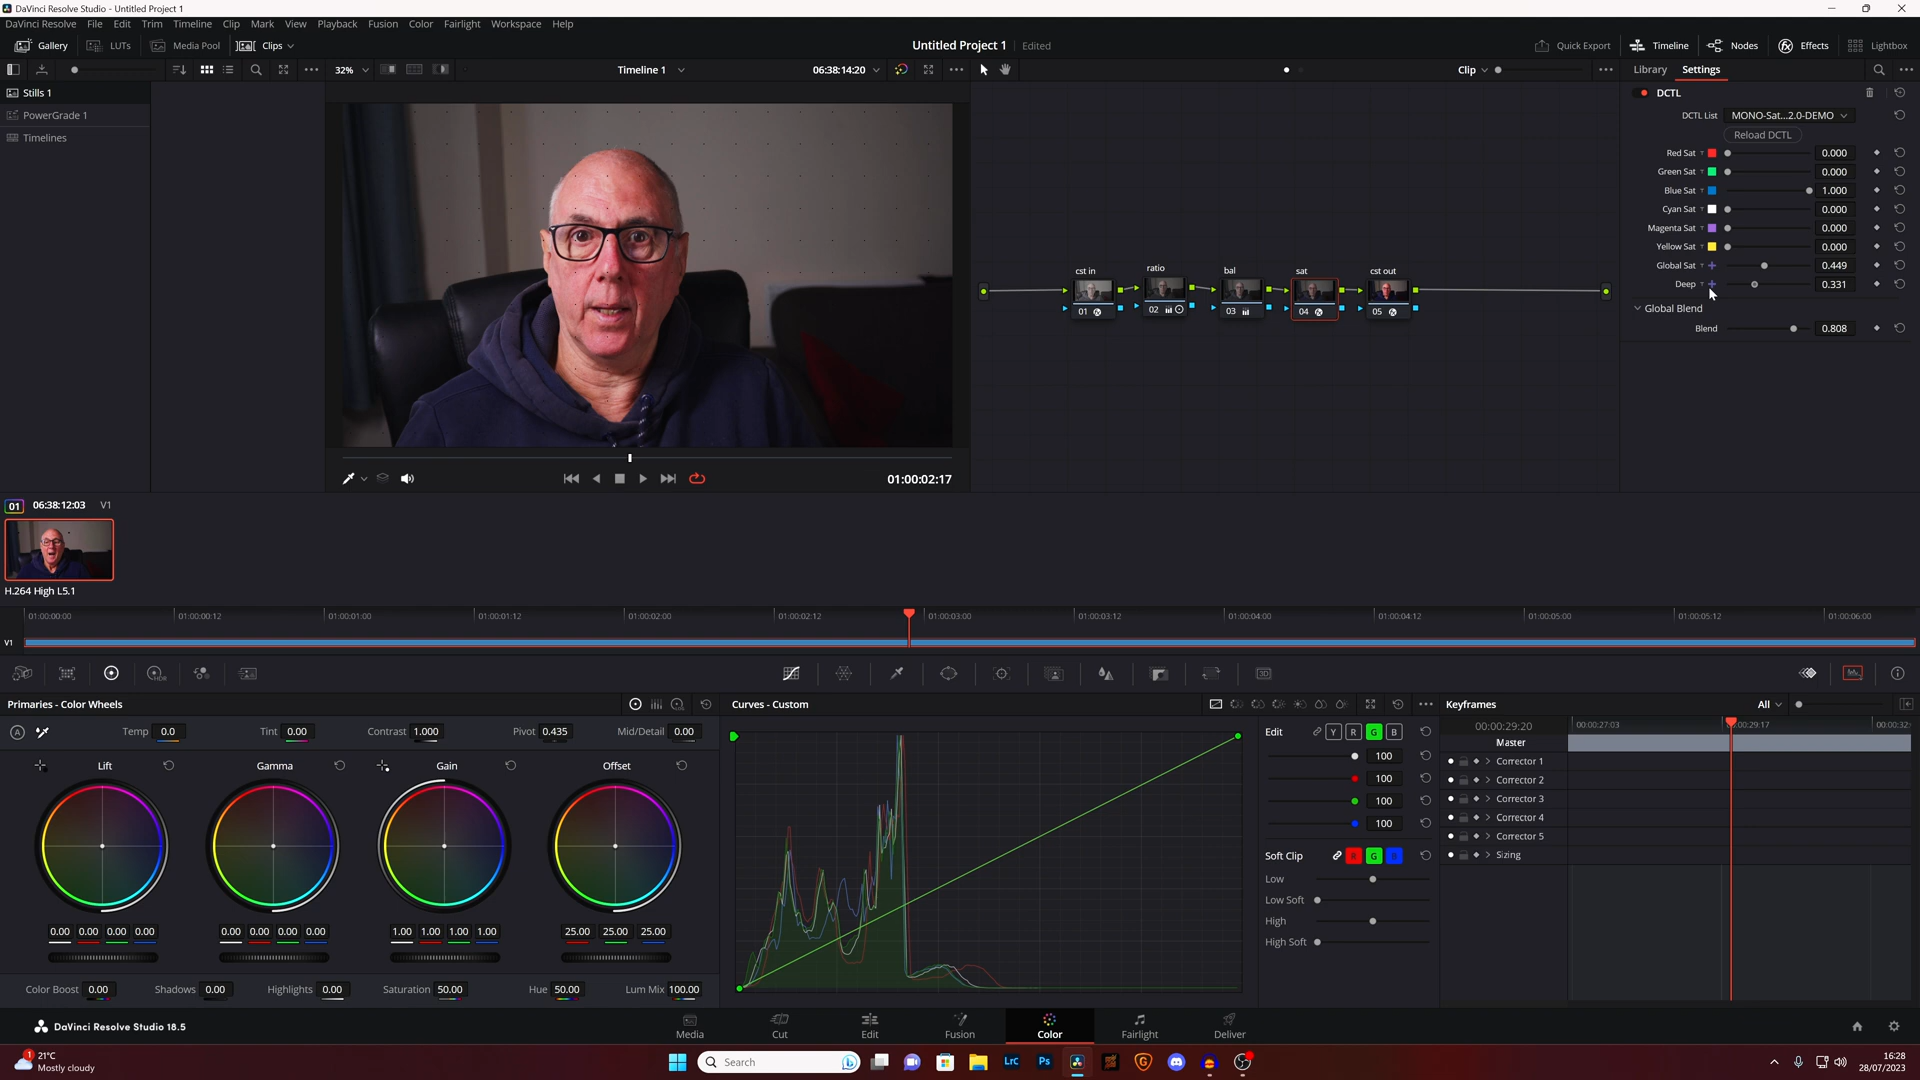 DaVinci Resolve Studio - Untitled Project 1
DaVinci Resolve File Edit Trim Timeline Clip Mark View Playback Fusion Color Fairlight Workspace Help
Gallery LUTs Media Pool Clips Untitled Project 1 Edited Quick Export Timeline Nodes Effects Lightbox
32% Timeline 1 06:38:14:20 Clip Library Settings
Stills 1
PowerGrade 1
Timelines
DCTL
DCTL List MONO-Sat...2.0-DEMO
Reload DCTL
Red Sat 0.000
Green Sat 0.000
Blue Sat 1.000
Cyan Sat 0.000
Magenta Sat 0.000
Yellow Sat 0.000
Global Sat 0.449
Deep 0.331
Global Blend
Blend 0.808
cst in ratio bal sat cst out
01 02 03 04 05
01:00:02:17
01 06:38:12:03 V1
H.264 High L5.1
01:00:00:00 01:00:00:12 01:00:01:00 01:00:01:12 01:00:02:00 01:00:02:12 01:00:03:00 01:00:03:12 01:00:04:00 01:00:04:12 01:00:05:00 01:00:05:12 01:00:06:00
V1
Primaries - Color Wheels
Temp 0.0 Tint 0.00 Contrast 1.000 Pivot 0.435 Mid/Detail 0.00
Lift Gamma Gain Offset
0.00 0.00 0.00 0.00 0.00 0.00 0.00 0.00 1.00 1.00 1.00 1.00 25.00 25.00 25.00
Color Boost 0.00 Shadows 0.00 Highlights 0.00 Saturation 50.00 Hue 50.00 Lum Mix 100.00
Curves - Custom
Edit Y R G B
100
100
100
100
Soft Clip R G B
Low
Low Soft
High
High Soft
Keyframes All
00:00:29:20 00:00:27:03 00:29:17 00:00:32:
Master
Corrector 1
Corrector 2
Corrector 3
Corrector 4
Corrector 5
Sizing
DaVinci Resolve Studio 18.5
Media Cut Edit Fusion Color Fairlight Deliver
1 21°C
Mostly cloudy
Search
LrC Ps
16:28
28/07/2023